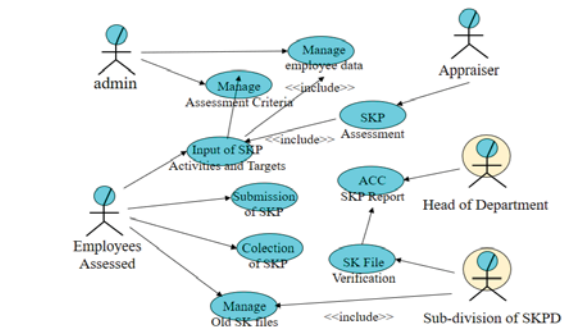 admin
Manage
employee data
Appraiser
Manage
Assessment Criteria
<<include>>
SKP
Assessment
<<include>>
Input of SKP
Activities and Targets
ACC
SKP Report
Head of Department
Submission
of SKP
Employees
Assessed
Colection
of SKP
SK File
Verification
Manage
Old SK files
<<include>>
Sub-division of SKPD